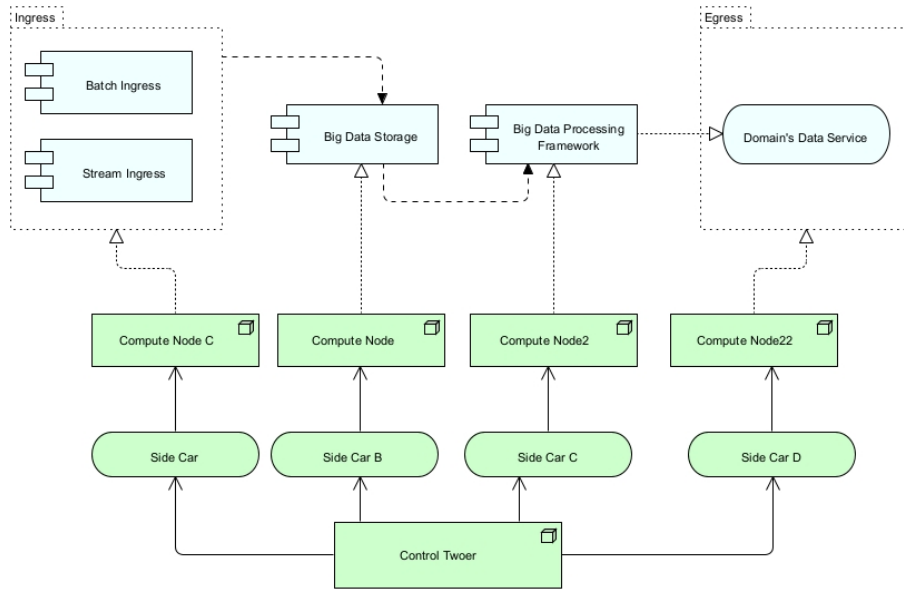 Ingress
Egress
Batch Ingress
Stream Ingress
Big Data Storage
Big Data Processing
Framework
Domain's Data Service
Compute Node C
Compute Node
Compute Node2
Compute Node22
Side Car
Side Car B
Side Car C
Side Car D
Control Twoer